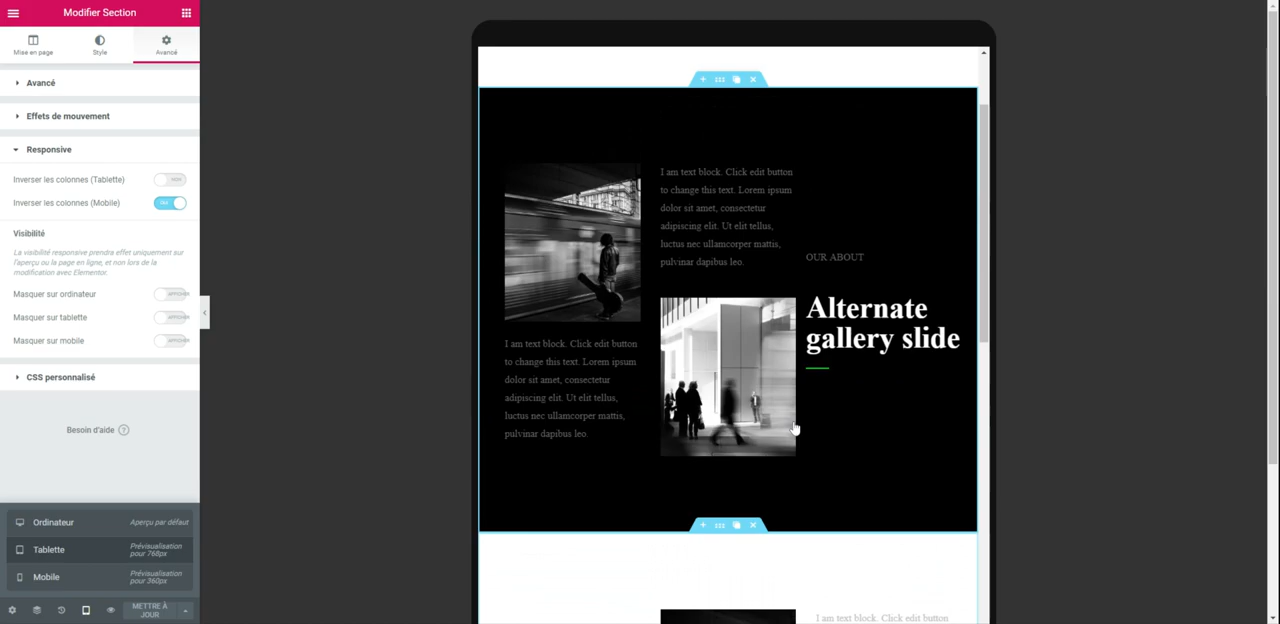 Modifier Section
Mise en page
Style
Avancé
Avancé
Effets de mouvement
Responsive
Inverser les colonnes (Tablette)
NON
Inverser les colonnes (Mobile)
OUI
Visibilité
La visibilité responsive prendra effet uniquement sur
l'aperçu ou la page en ligne, et non lors de la
modification avec Elementor.
Masquer sur ordinateur
AFFICHER
Masquer sur tablette
AFFICHER
Masquer sur mobile
AFFICHER
CSS personnalisé
Besoin d'aide ?
Ordinateur
Aperçu par défaut
Tablette
Prévisualisation
pour 768px
Mobile
Prévisualisation
pour 360px
METTRE À
JOUR
I am text block. Click edit button
to change this text. Lorem ipsum
dolor sit amet, consectetur
adipiscing elit. Ut elit tellus,
luctus nec ullamcorper mattis,
pulvinar dapibus leo.
I am text block. Click edit button
to change this text. Lorem ipsum
dolor sit amet, consectetur
adipiscing elit. Ut elit tellus,
luctus nec ullamcorper mattis,
pulvinar dapibus leo.
OUR ABOUT
Alternate
gallery slide
I am text block. Click edit button